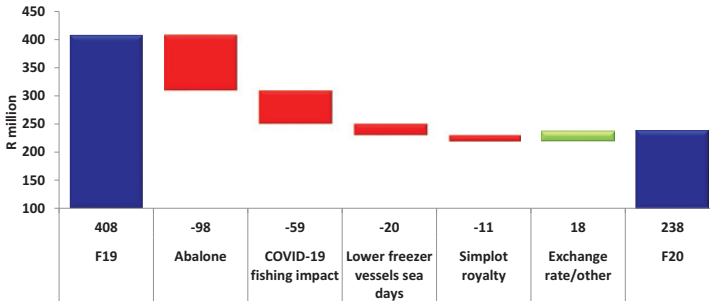 R million
450
400
350
300
250
200
150
100
408 -98 -59 -20 -11 18 238
F19 Abalone COVID-19 Lower freezer Simplot Exchange F20
fishing impact vessels sea royalty rate/other
days